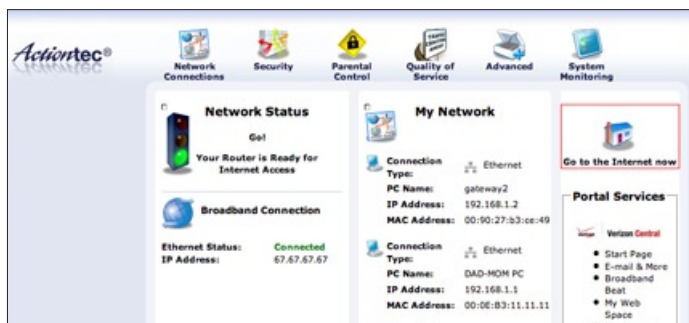 Actiontec®
Network Connections
Security
Parental Control
Quality of Service
Advanced
System Monitoring
Network Status
Go!
Your Router is Ready for
Internet Access
Broadband Connection
Ethernet Status: Connected
IP Address: 67.67.67.67
My Network
Connection Type: Ethernet
PC Name: gateway2
IP Address: 192.168.1.2
MAC Address: 00:90:27:b3:ce:49
Connection Type: Ethernet
PC Name: DAD-MOM PC
IP Address: 192.168.1.1
MAC Address: 00:0E:B3:11:11:11
Go to the Internet now
Portal Services
Verizon Central
Start Page
E-mail & More
Broadband
Beat
My Web
Space